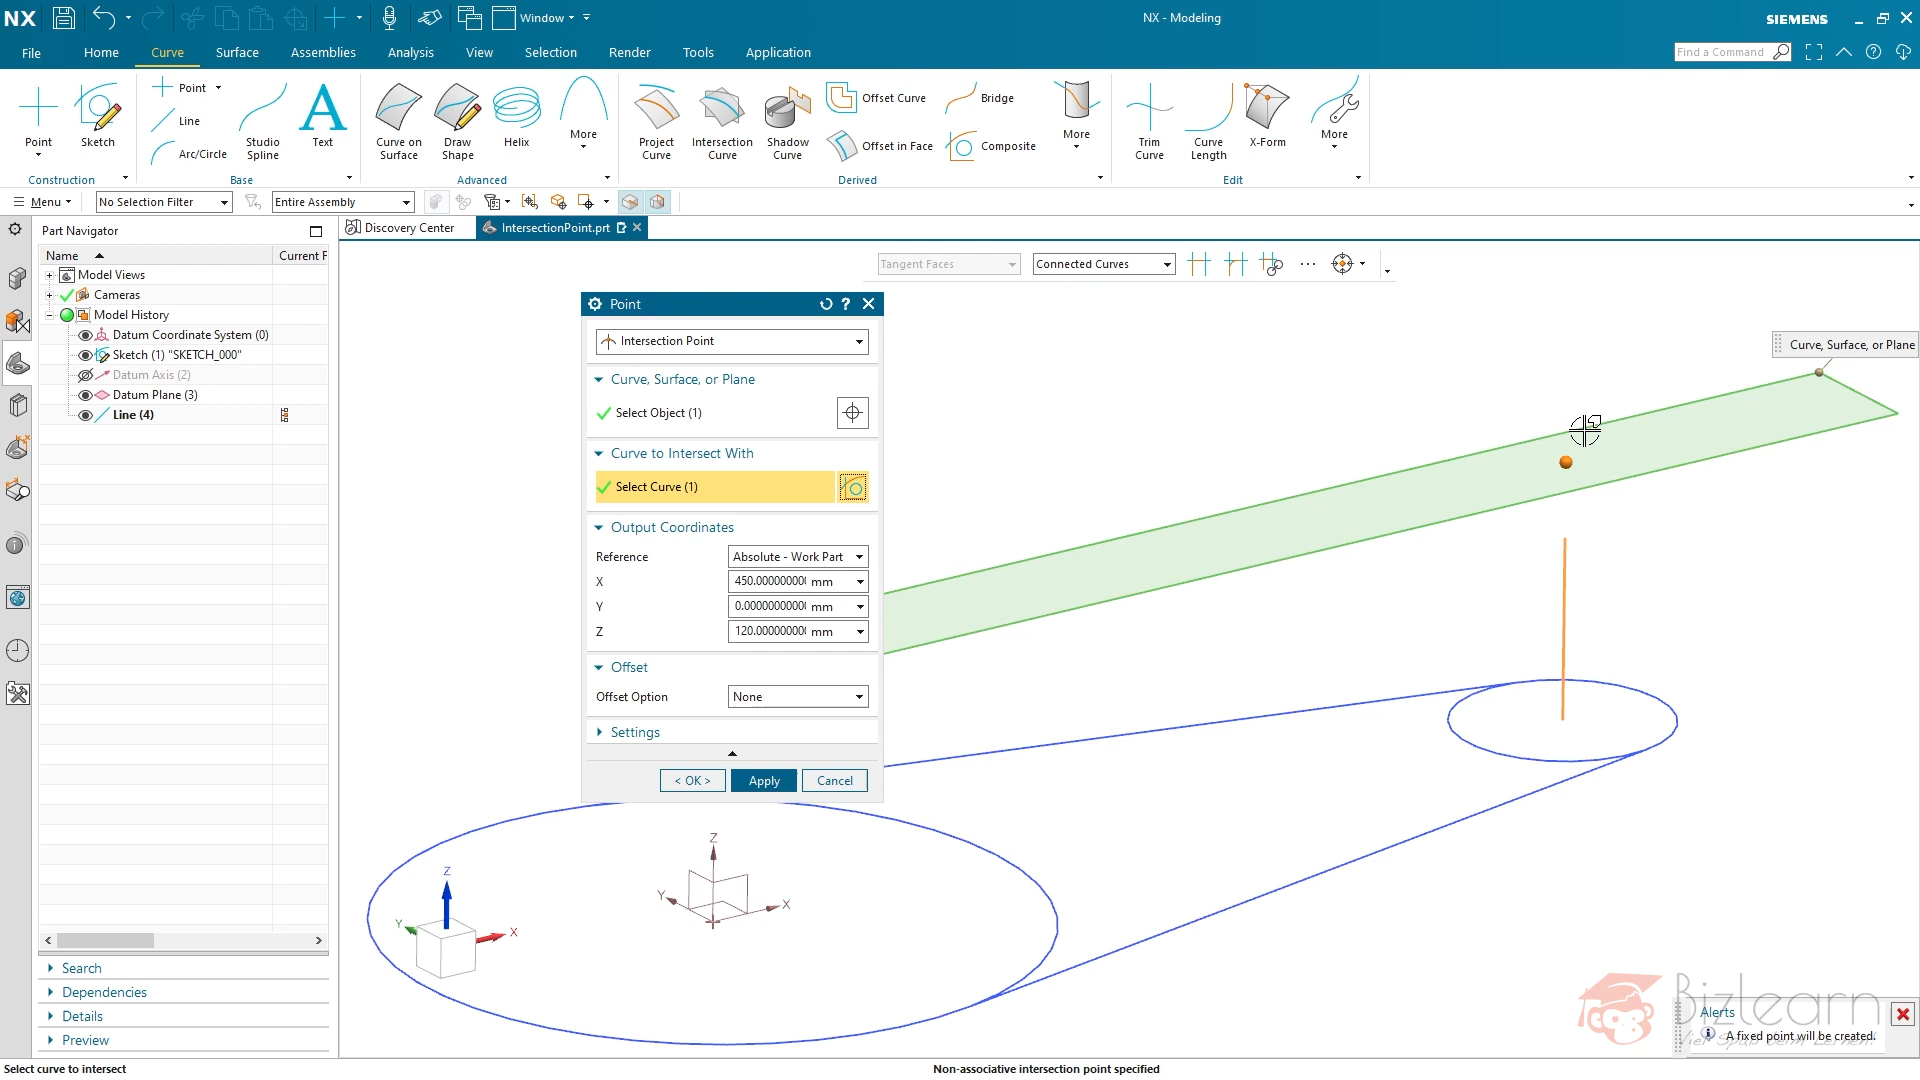 NX
Window
NX - Modeling
SIEMENS
File
Home
Curve
Surface
Assemblies
Analysis
View
Selection
Render
Tools
Application
Find a Command
Point
Sketch
Point
Line
Arc/Circle
Studio Spline
Text
Curve on Surface
Draw Shape
Helix
More
Project Curve
Intersection Curve
Shadow Curve
Offset Curve
Offset in Face
Bridge
Composite
More
Trim Curve
Curve Length
X-Form
More
Construction
Base
Advanced
Derived
Edit
Menu
No Selection Filter
Entire Assembly
Part Navigator
Discovery Center
IntersectionPoint.prt
Name
Current F
Model Views
Cameras
Model History
Datum Coordinate System (0)
Sketch (1) "SKETCH_000"
Datum Axis (2)
Datum Plane (3)
Line (4)
Search
Dependencies
Details
Preview
Tangent Faces
Connected Curves
Point
Intersection Point
Curve, Surface, or Plane
Select Object (1)
Curve to Intersect With
Select Curve (1)
Output Coordinates
Reference
Absolute - Work Part
X
450.00000000 mm
Y
0.0000000000 mm
Z
120.00000000 mm
Offset
Offset Option
None
Settings
< OK >
Apply
Cancel
Curve, Surface, or Plane
Z
Y
X
Z
Y
X
Bizlearn
Alerts
A fixed point will be created.
Select curve to intersect
Non-associative intersection point specified